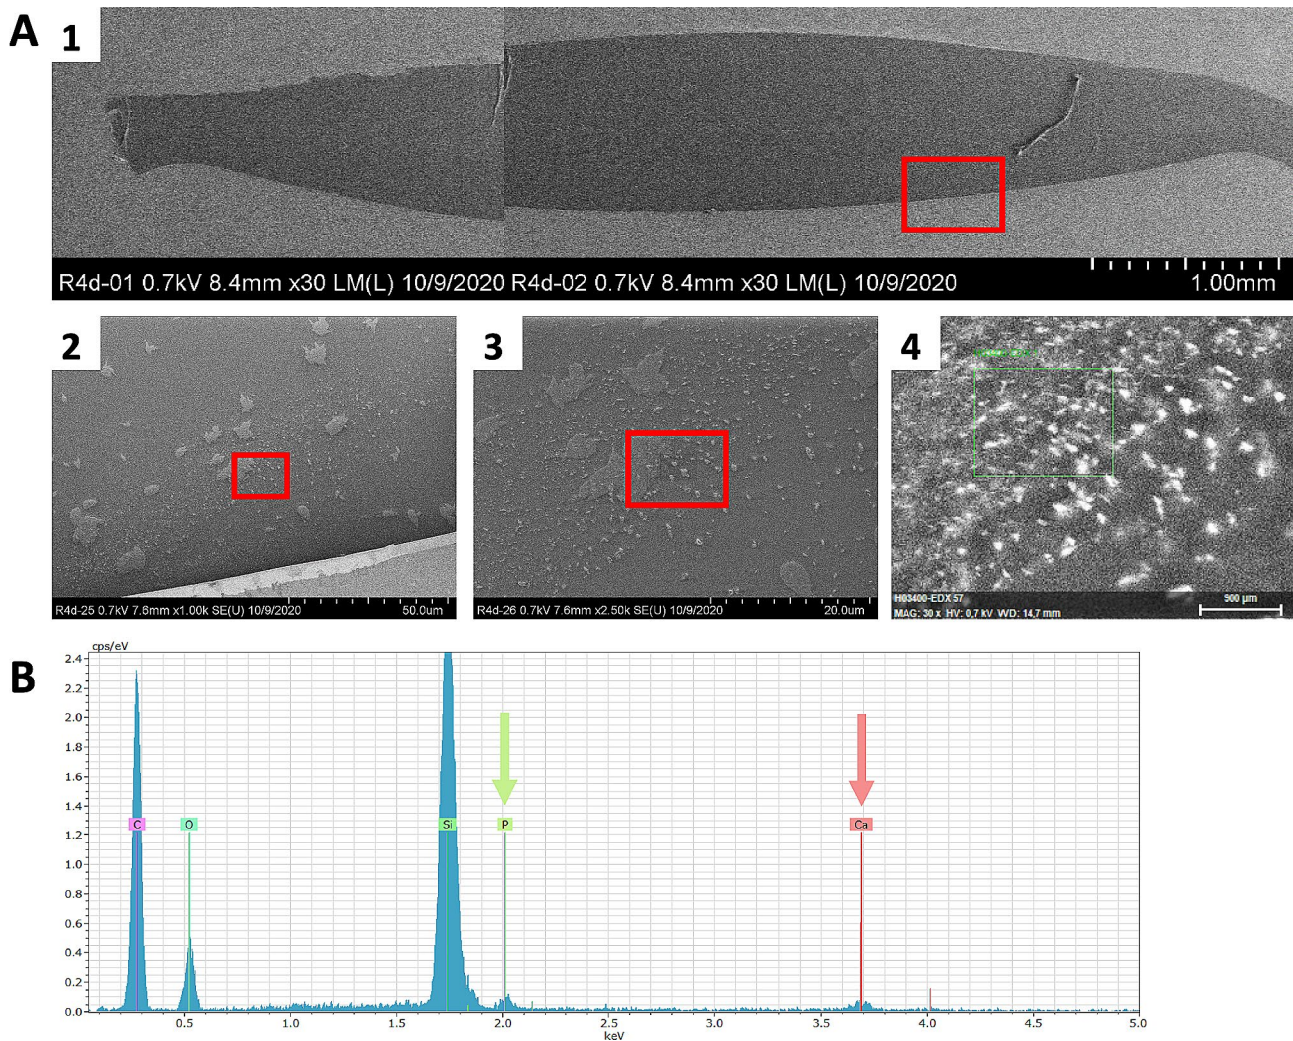 A
1
R4d-01 0.7kV 8.4mm x30 LM(L) 10/9/2020 R4d-02 0.7kV 8.4mm x30 LM(L) 10/9/2020
1.00mm
2
R4d-25 0.7kV 7.6mm x1.00k SE(U) 10/9/2020
50.0um
3
R4d-26 0.7kV 7.6mm x2.50k SE(U) 10/9/2020
20.0um
4
H03400-EDX 57
MAG: 30 x HV: 0,7 kV WD: 14,7 mm
900 µm
B
cps/eV
2.4
2.2
2.0
1.8
1.6
1.4
1.2
1.0
0.8
0.6
0.4
0.2
0.0
C
O
Si
P
Ca
0.5
1.0
1.5
2.0
2.5
3.0
3.5
4.0
4.5
5.0
keV